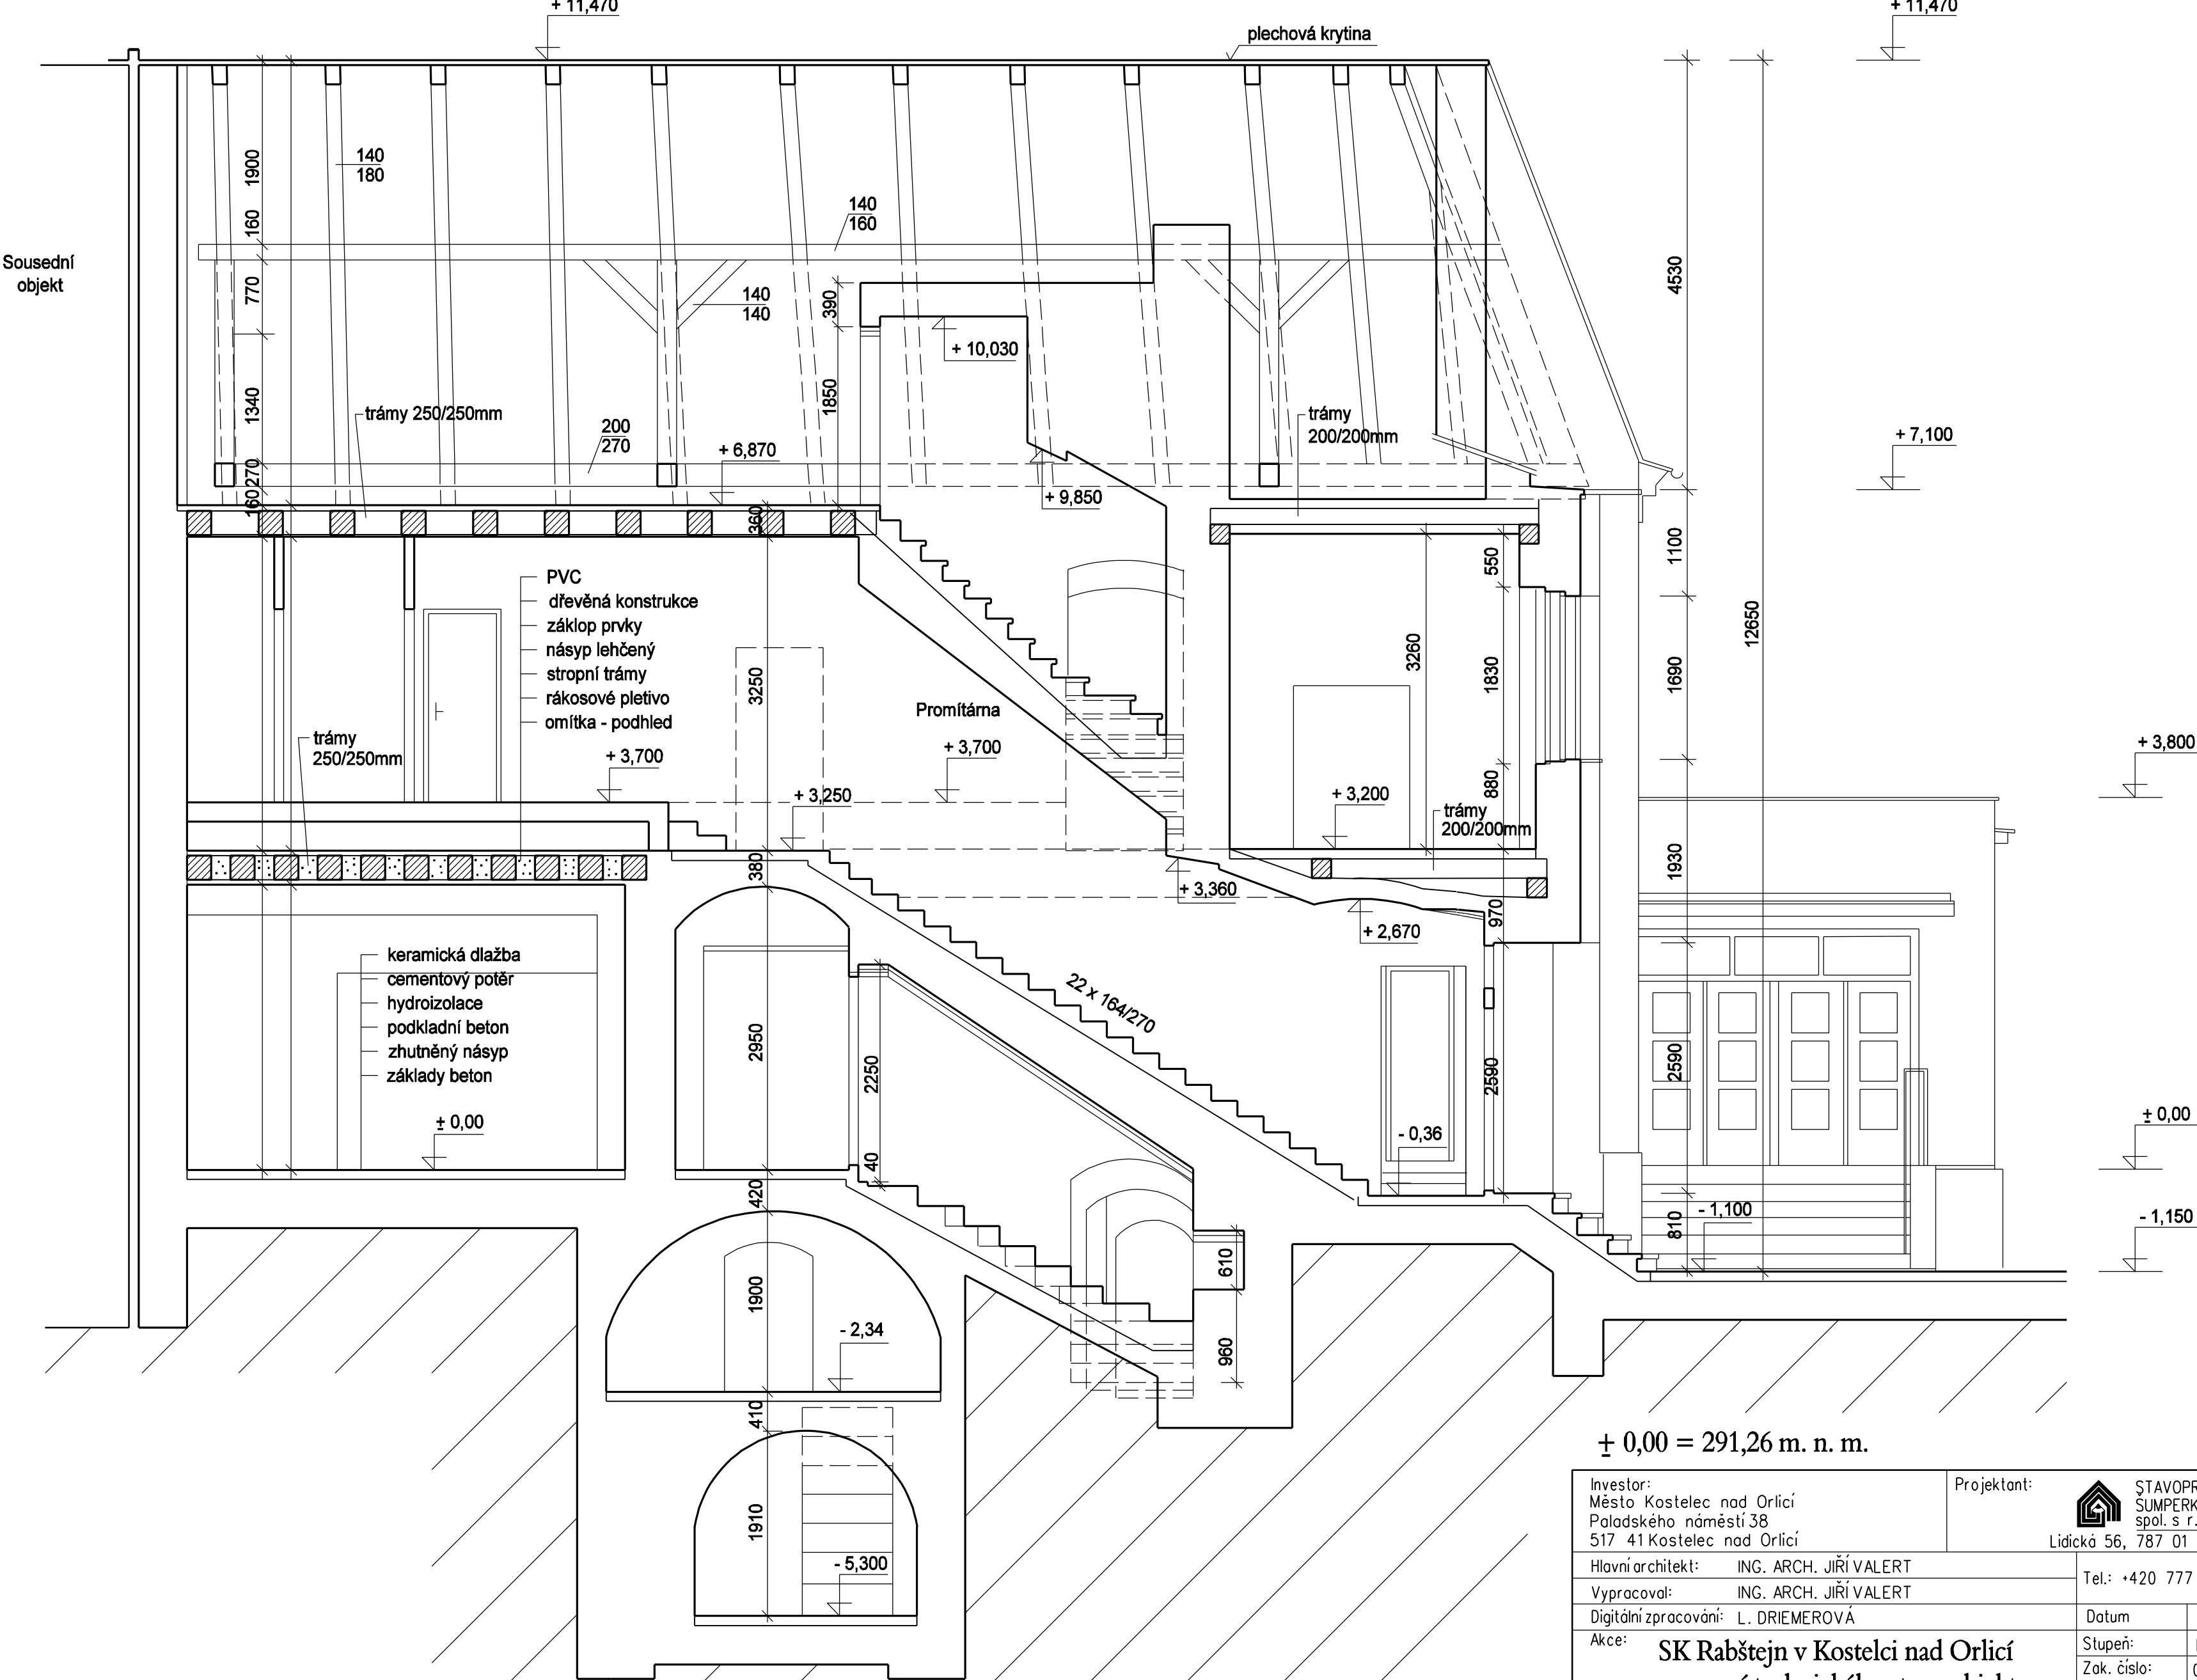 + 11,470
+ 11,470
plechová krytina
140
180
1900
160
140
160
Sousední
objekt
770
140
140
390
4530
+ 10,030
1340
trámy 250/250mm
200
270
1850
trámy
200/200mm
+ 7,100
+ 6,870
270
160
+ 9,850
360
1100
550
PVC
dřevěná konstrukce
záklop prvky
násyp lehčený
stropní trámy
rákosové pletivo
omítka - podhled
12650
3250
3260
1830
1690
Promítárna
trámy
250/250mm
+ 3,700
+ 3,700
+ 3,800
880
+ 3,250
+ 3,200
trámy
200/200mm
380
1930
+ 3,360
970
+ 2,670
keramická dlažba
cementový potěr
hydroizolace
podkladní beton
zhutněný násyp
základy beton
22 x 164/270
2950
2250
2590
2590
± 0,00
- 0,36
± 0,00
40
420
810
- 1,100
- 1,150
610
1900
960
- 2,34
410
1910
- 5,300
± 0,00 = 291,26 m. n. m.
Investor:
Město Kostelec nad Orlicí
Paladského náměstí 38
517 41 Kostelec nad Orlicí
Projektant:
STAVOPR
ŠUMPERK
spol. s r.
Lidická 56, 787 01
Hlavní architekt: ING. ARCH. JIŘÍ VALERT
Tel.: +420 777
Vypracoval: ING. ARCH. JIŘÍ VALERT
Digitální zpracování: L. DRIEMEROVÁ
Datum
Akce: SK Rabštejn v Kostelci nad Orlicí
Stupeň:
Zak. číslo: